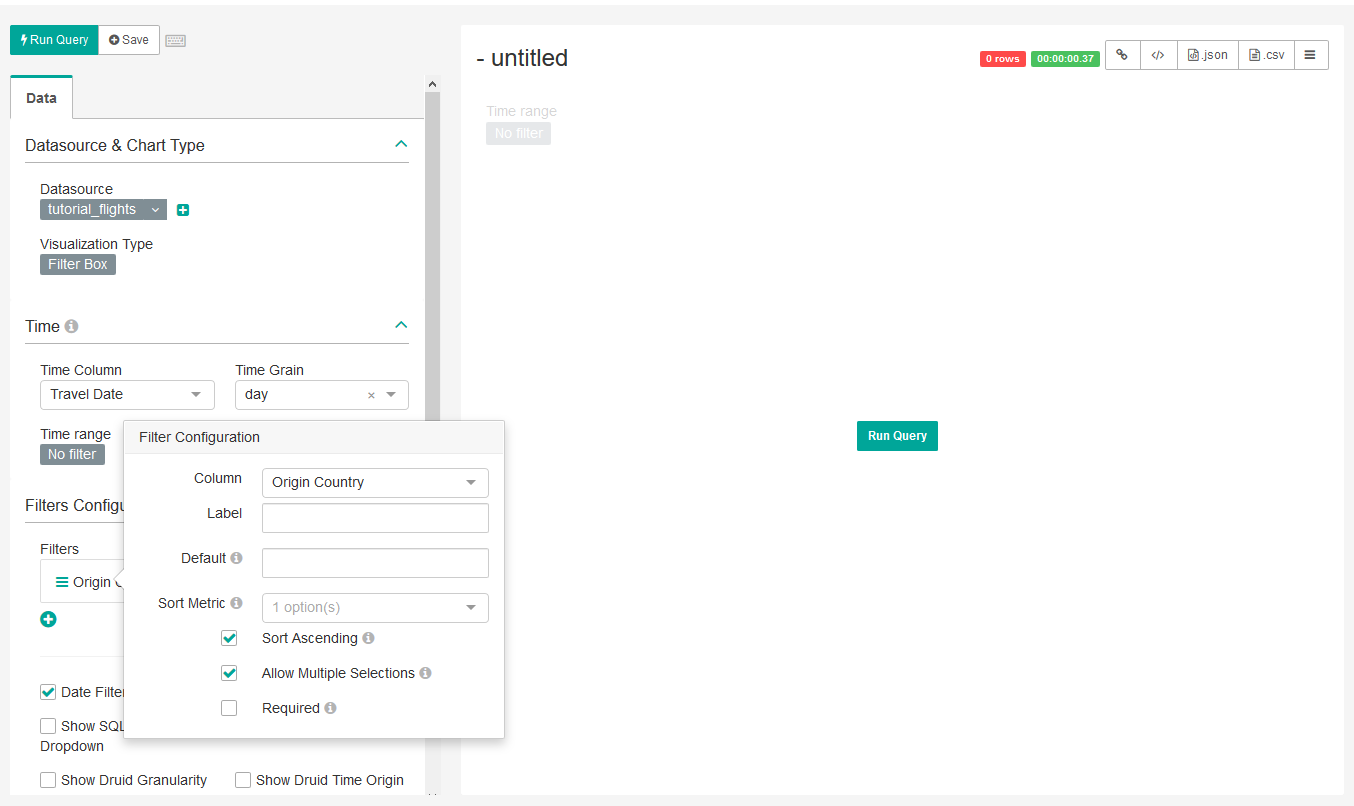 Run Query
Save
- untitled
0 rows
00:00:00.37
.json
.csv
Data
Time range
No filter
Datasource & Chart Type
Datasource
tutorial_flights
Visualization Type
Filter Box
Time
Time Column
Time Grain
Travel Date
day
Time range
No filter
Filter Configuration
Column
Origin Country
Label
Default
Sort Metric
1 option(s)
Sort Ascending
Allow Multiple Selections
Required
Run Query
Filters Configu
Filters
Origin
Date Filter
Show SQL
Dropdown
Show Druid Granularity
Show Druid Time Origin